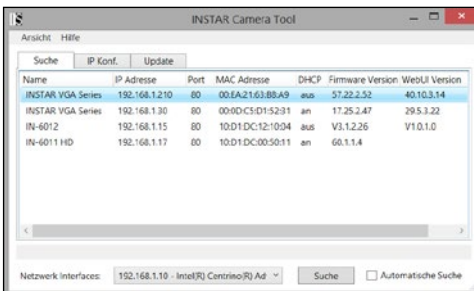 INSTAR Camera Tool
Ansicht Hilfe
Suche IP Konf. Update
Name IP Adresse Port MAC Adresse DHCP Firmware Version WebUI Version
INSTAR VGA Series 192.168.1.210 80 00:EA:21:63:BB:A9 aus 57.22.2.52 40.10.3.14
INSTAR VGA Series 192.168.1.30 80 00:0D:C5:D1:52:31 an 17.25.2.47 29.5.3.22
IN-6012 192.168.1.15 80 10:D1:DC:12:10:04 aus V3.1.2.26 V1.0.1.0
IN-6011 HD 192.168.1.17 80 10:D1:DC:00:50:11 an 60.1.1.4
Netzwerk Interfaces: 192.168.1.10 - Intel(R) Centrino(R) Ad Suche Automatische Suche